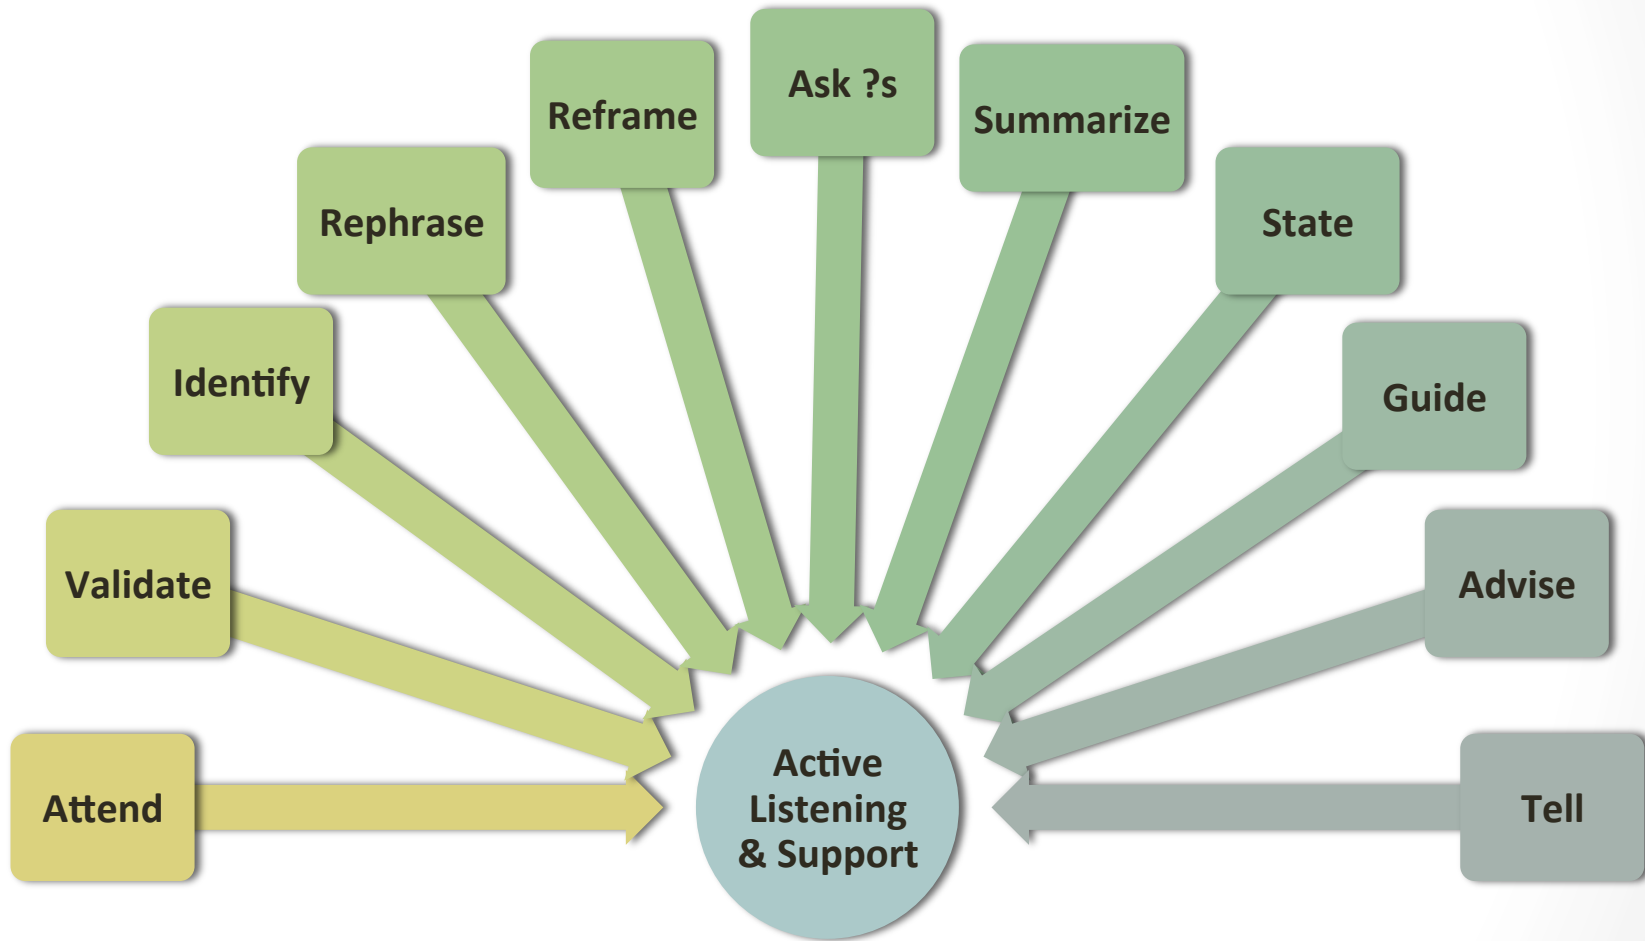 Attend
Validate
Identify
Rephrase
Reframe
Ask ?s
Summarize
State
Guide
Advise
Tell
Active
Listening
& Support